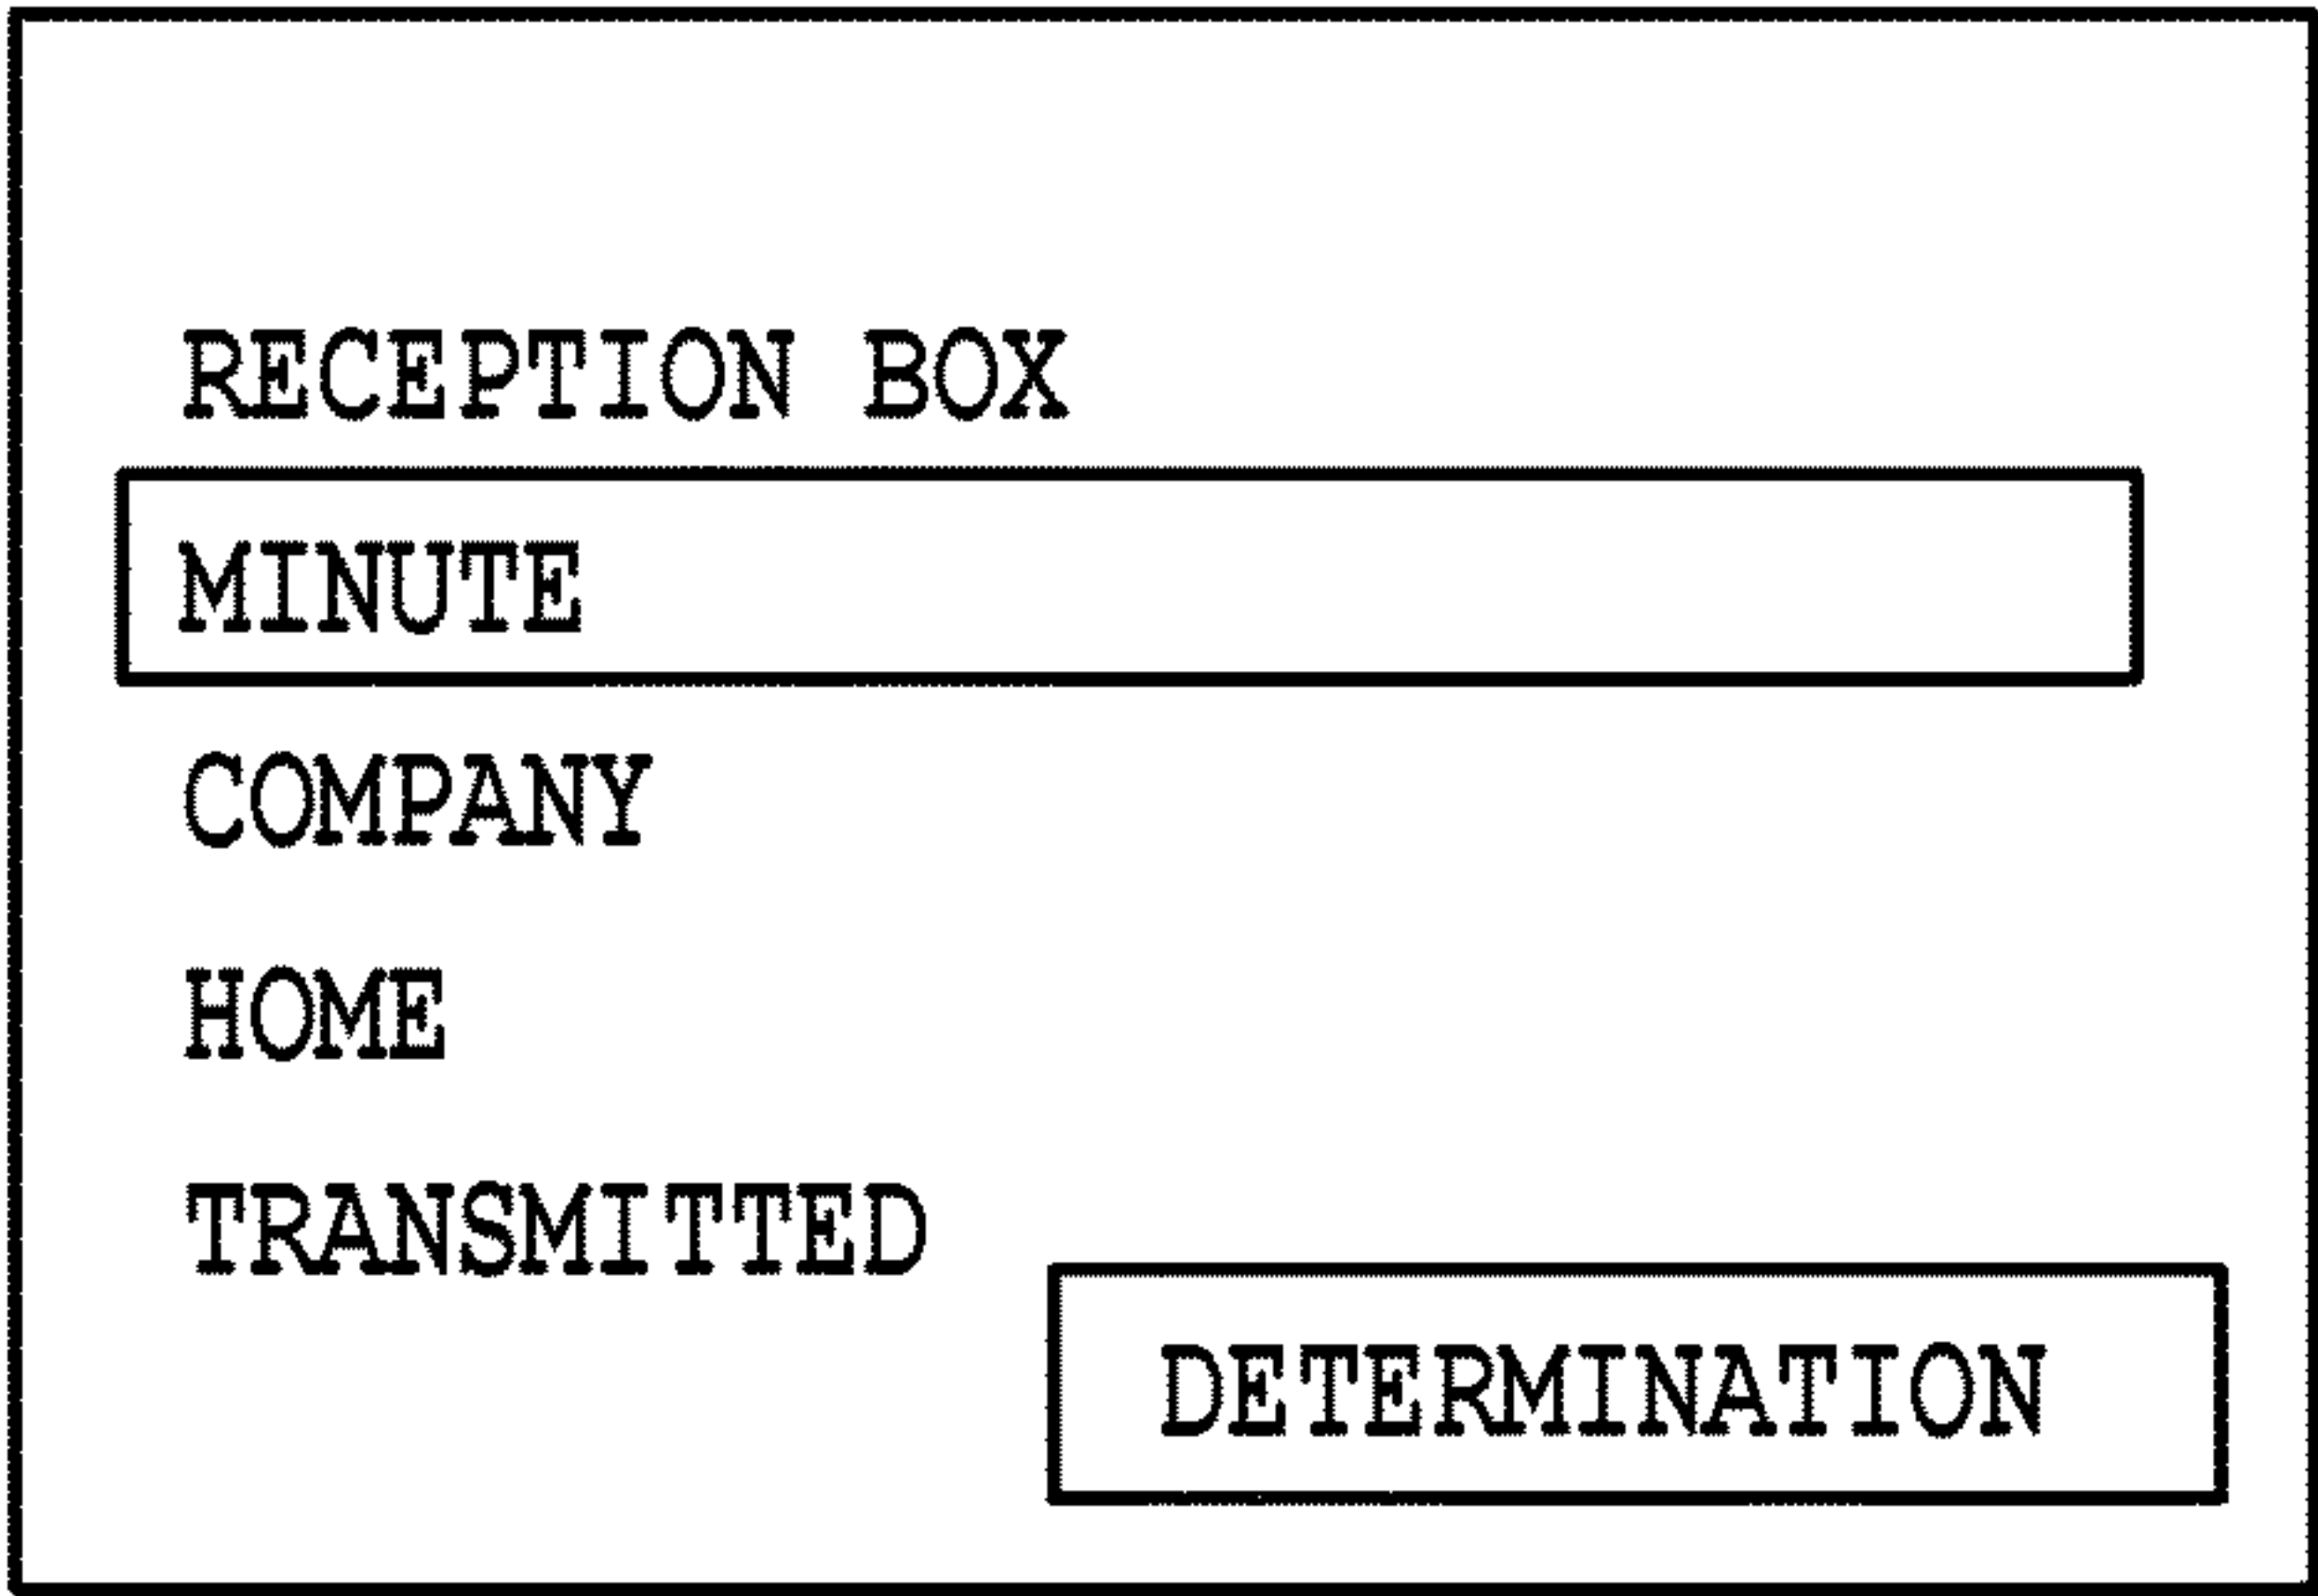 RECEPTION BOX
MINUTE
COMPANY
HOME
TRANSMITTED
DETERMINATION